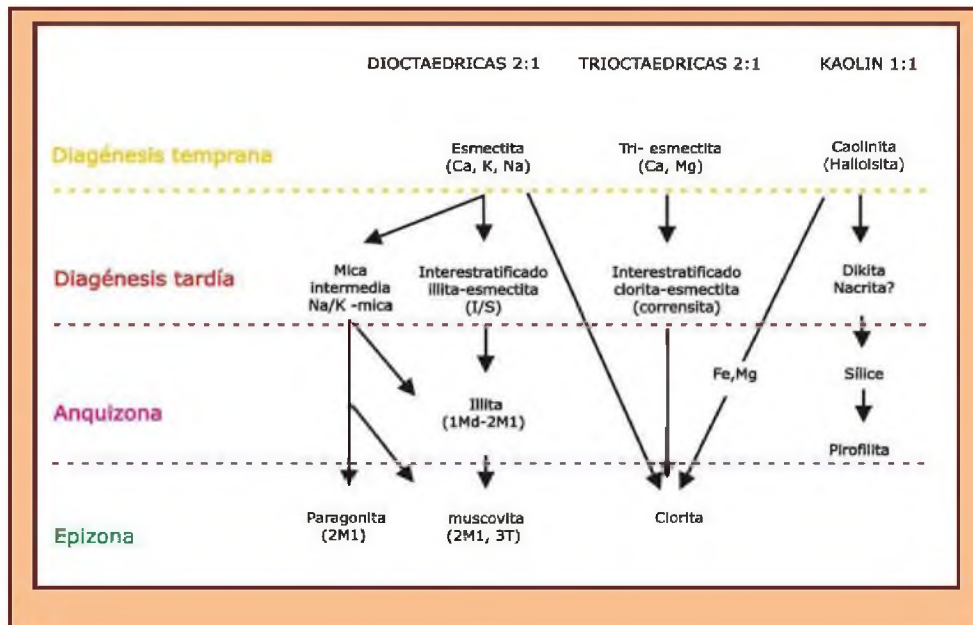 DIOCTAEDRICAS 2:1
TRIOCTAEDRICAS 2:1
KAOLIN 1:1
Diagénesis temprana
Esmectita
(Ca, K, Na)
Tri- esmectita
(Ca, Mg)
Caolinita
(Halloisita)
Diagénesis tardía
Mica
intermedia
Na/K -mica
Interestratificado
illita-esmectita
(I/S)
Interestratificado
clorita-esmectita
(corrensita)
Dikita
Nacrita?
Anquizona
Illita
(1Md-2M1)
Fe,Mg
Sílice
Pirofilita
Epizona
Paragonita
(2M1)
muscovita
(2M1, 3T)
Clorita